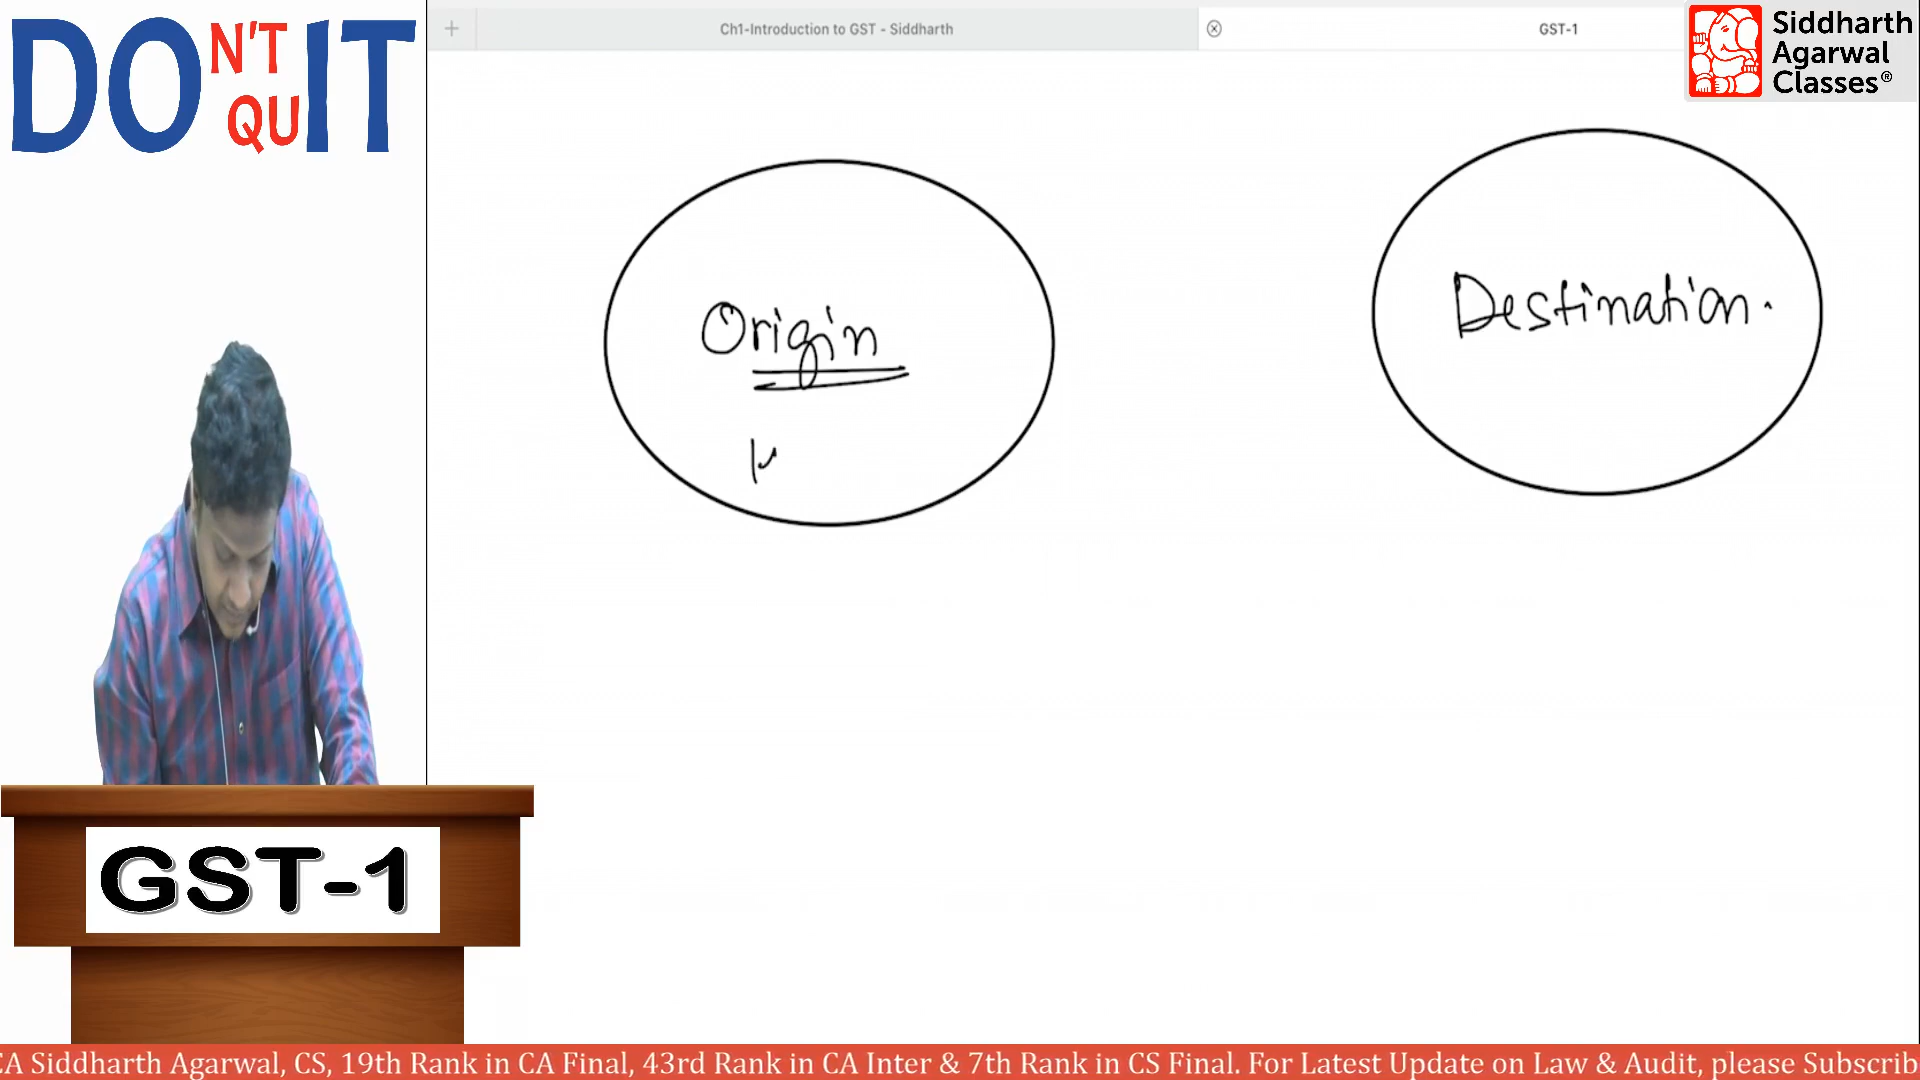 DON'T QUIT
Ch1-Introduction to GST - Siddharth
GST-1
Siddharth
Agarwal
Classes®
Origin
Destination.
GST-1
CA Siddharth Agarwal, CS, 19th Rank in CA Final, 43rd Rank in CA Inter & 7th Rank in CS Final. For Latest Update on Law & Audit, please Subscrib